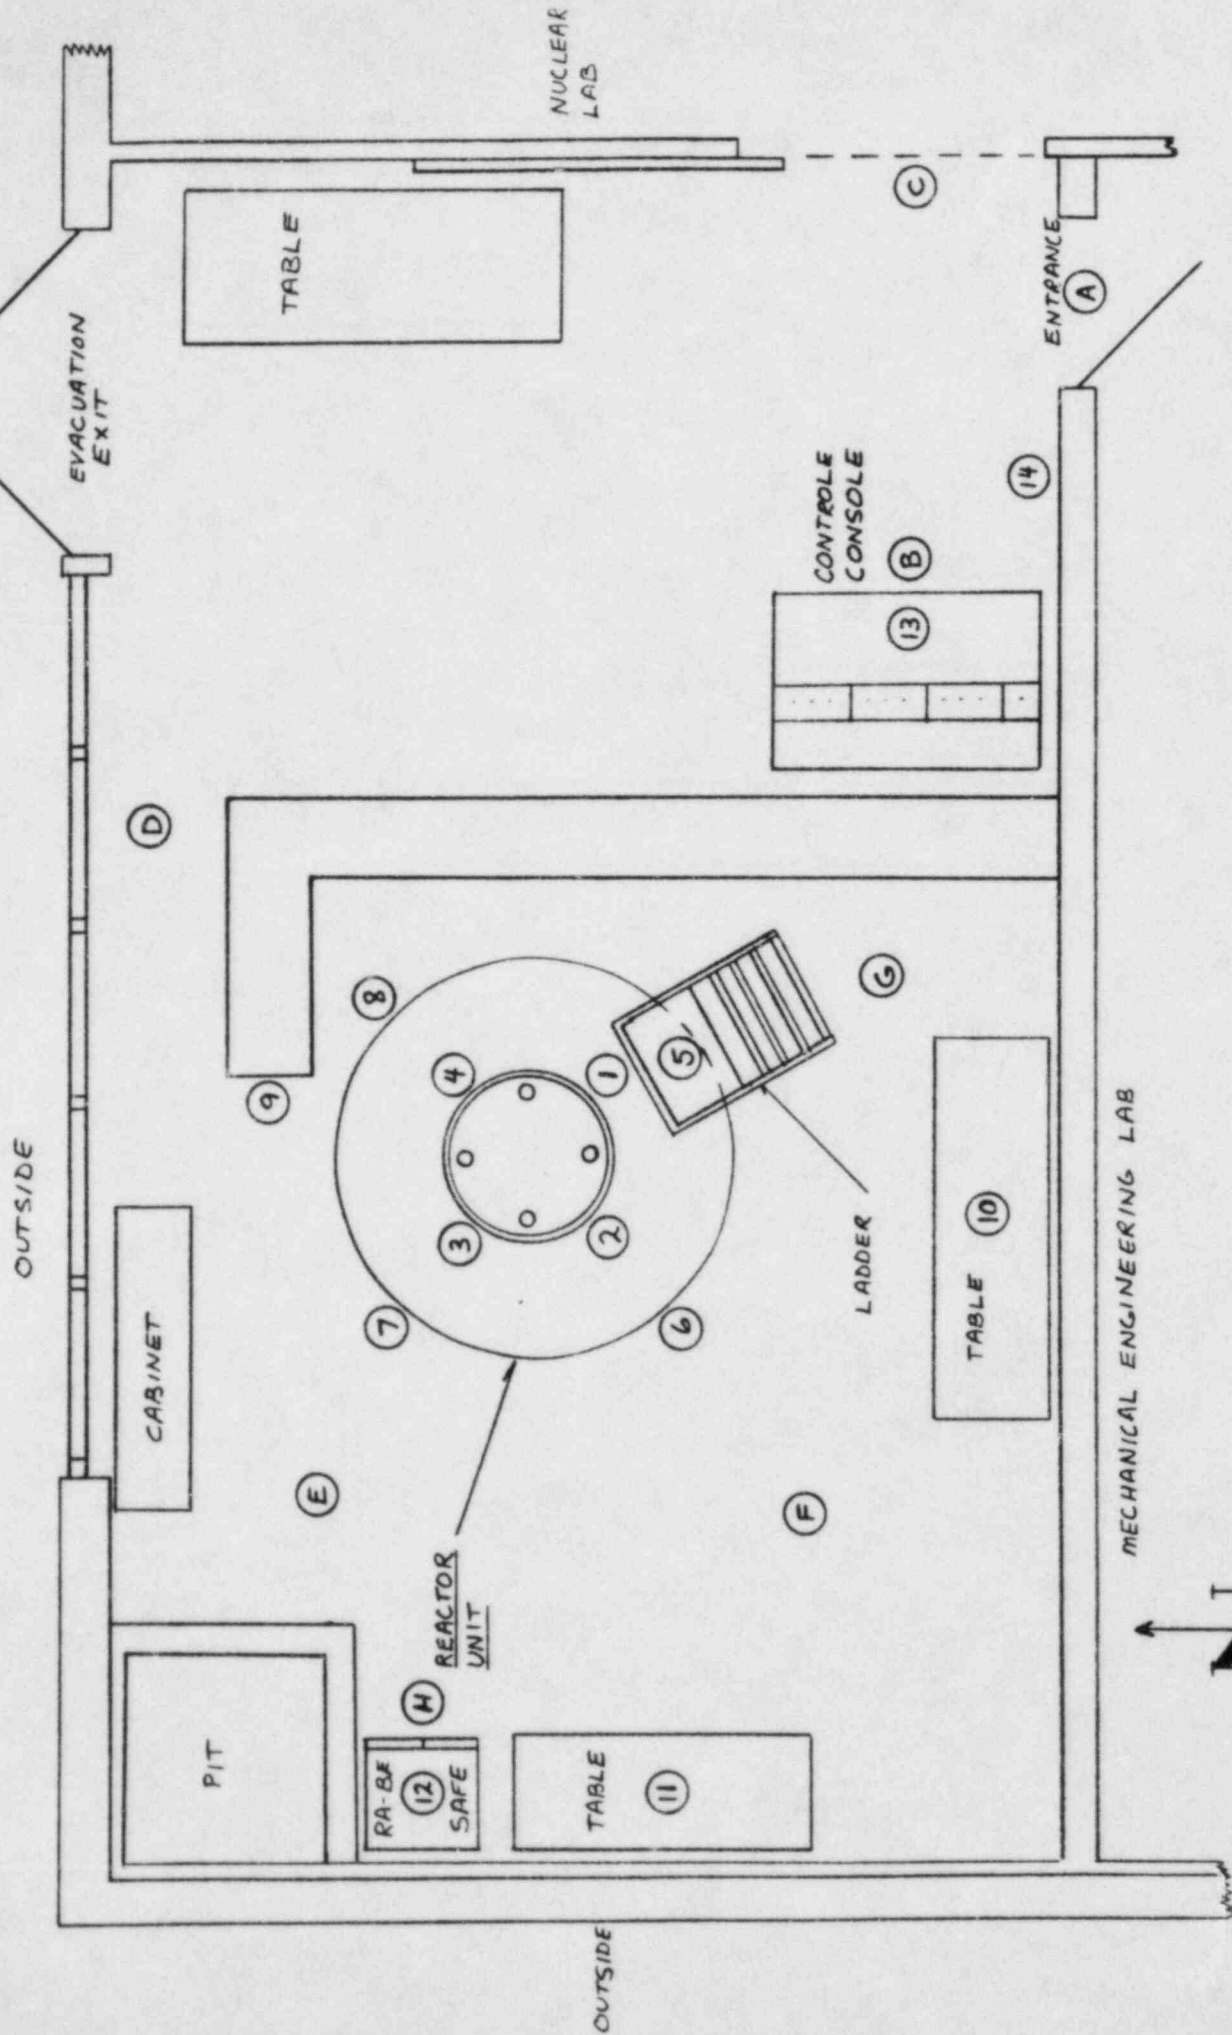 OUTSIDE
EVACUATION
EXIT
CABINET
D
PIT
9
TABLE
E
7
8
RA-BE
12
SAFE
H
REACTOR
UNIT
3
4
NUCLEAR
LAB
OUTSIDE
TABLE
11
2
1
6
5
F
CONTROLE
CONSOLE
13
B
LADDER
G
C
TABLE
10
14
ENTRANCE
A
MECHANICAL ENGINEERING LAB